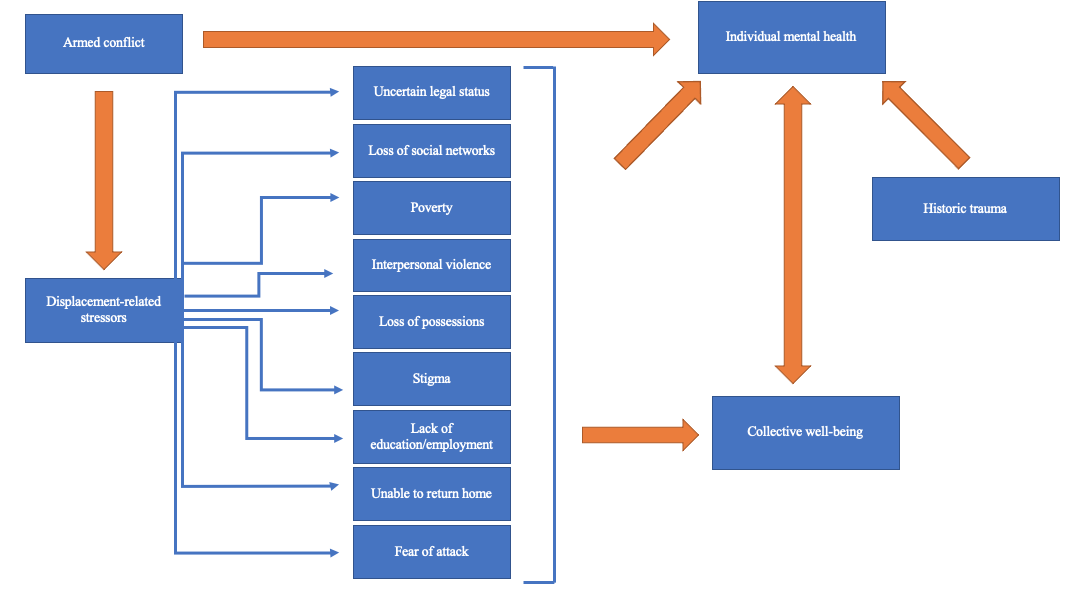 Armed conflict
Individual mental health
Uncertain legal status
Loss of social networks
Poverty
Historic trauma
Interpersonal violence
Displacement-related
stressors
Loss of possessions
Stigma
Lack of
education/employment
Collective well-being
Unable to return home
Fear of attack